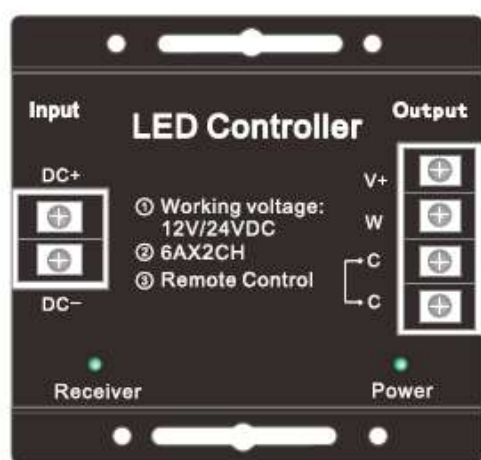 Input
LED Controller
Output
DC+
DC−
① Working voltage:
12V/24VDC
② 6AX2CH
③ Remote Control
V+
W
C
C
Receiver
Power